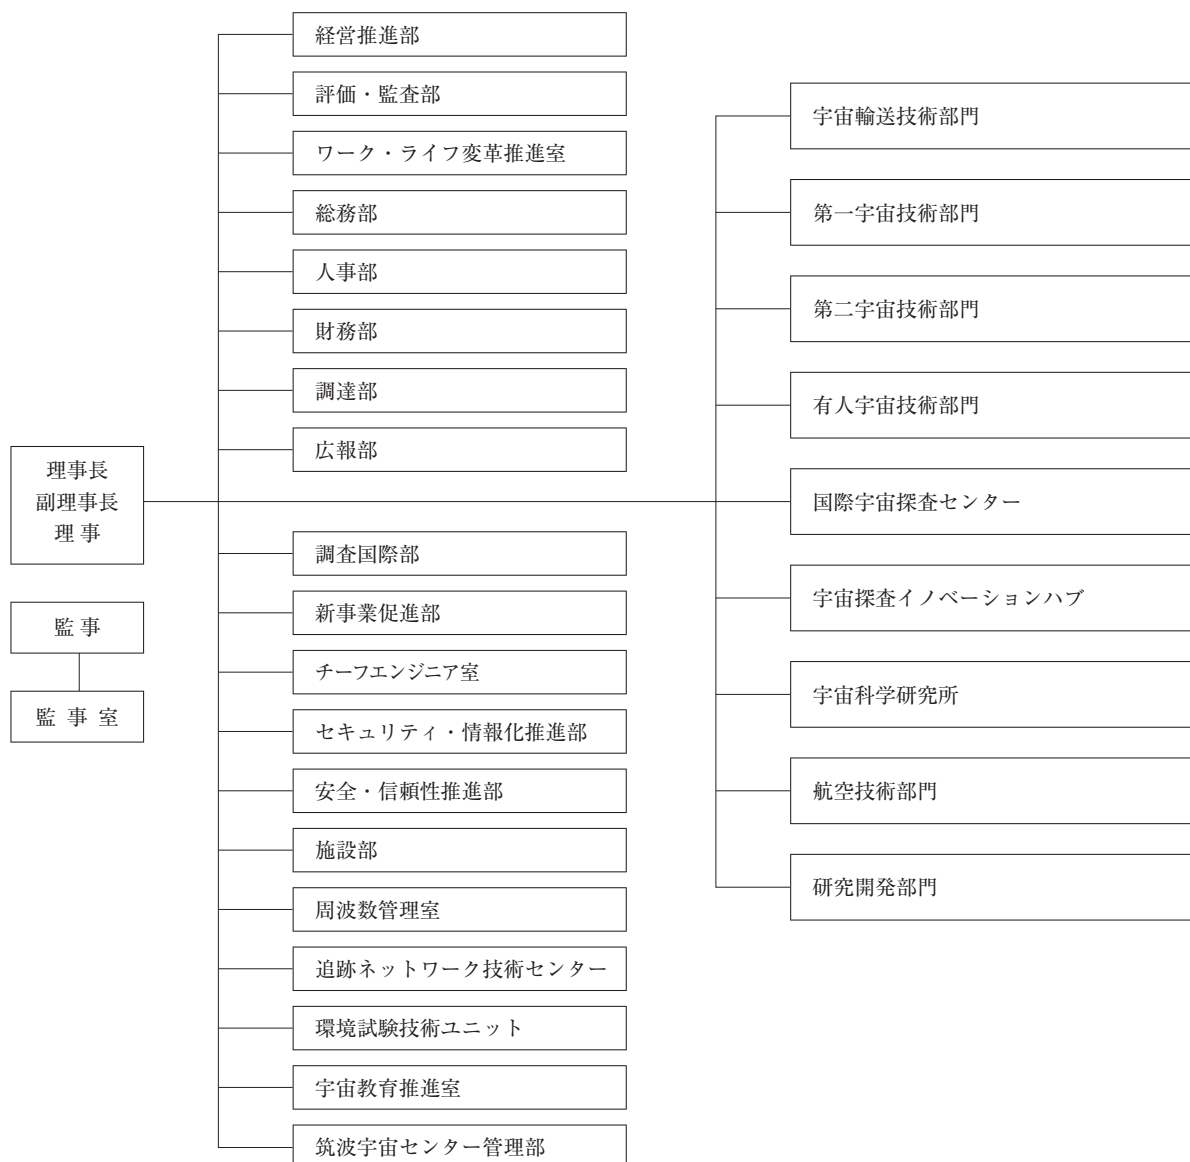 理事長
副理事長
理 事
監 事
監 事 室
経営推進部
評価・監査部
ワーク・ライフ変革推進室
総務部
人事部
財務部
調達部
広報部
調査国際部
新事業促進部
チーフエンジニア室
セキュリティ・情報化推進部
安全・信頼性推進部
施設部
周波数管理室
追跡ネットワーク技術センター
環境試験技術ユニット
宇宙教育推進室
筑波宇宙センター管理部
宇宙輸送技術部門
第一宇宙技術部門
第二宇宙技術部門
有人宇宙技術部門
国際宇宙探査センター
宇宙探査イノベーションハブ
宇宙科学研究所
航空技術部門
研究開発部門